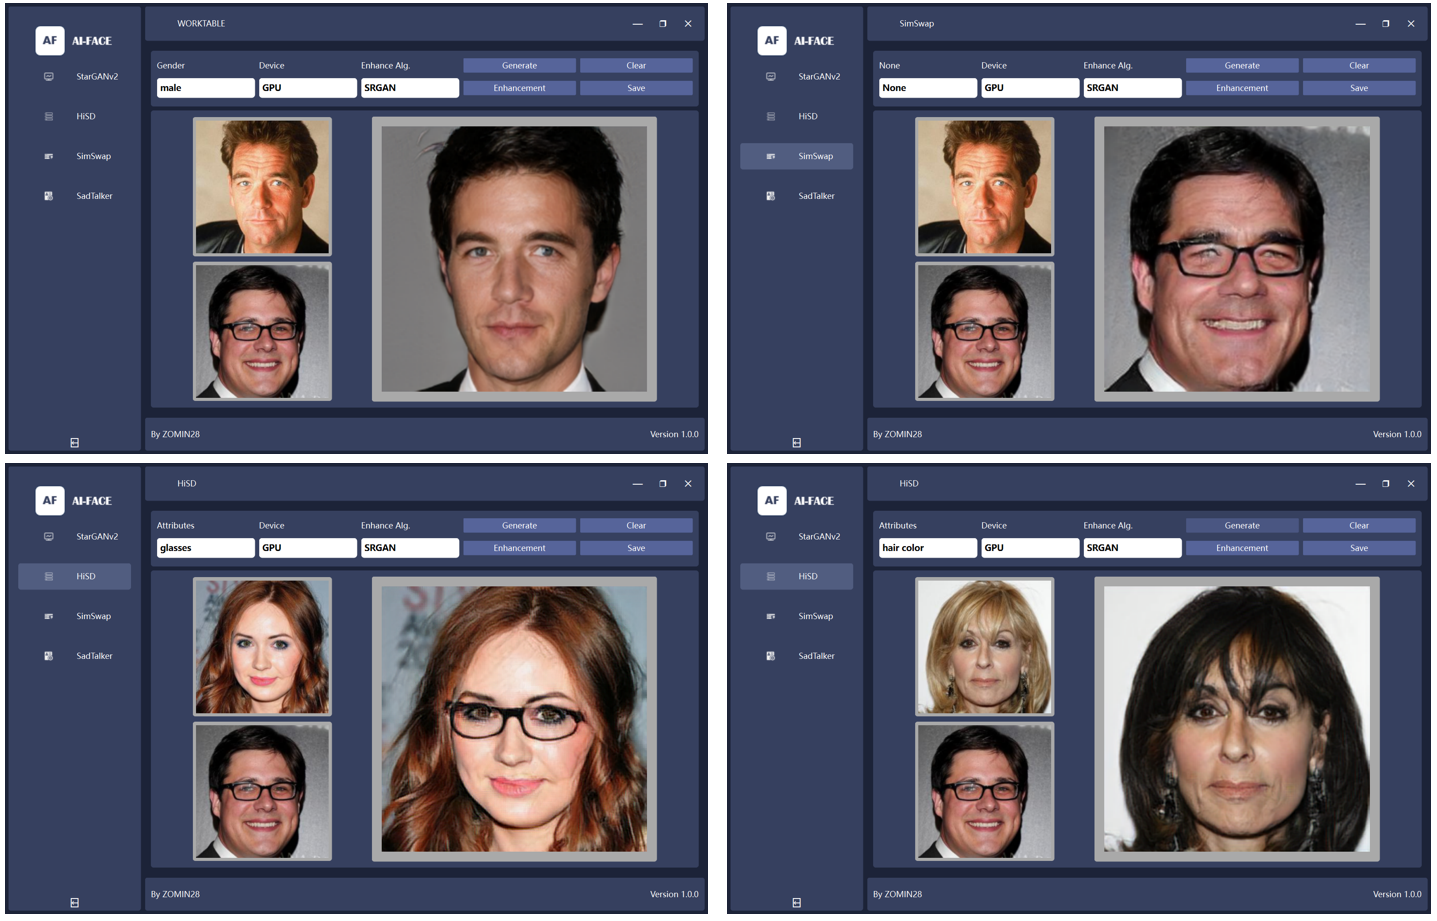 WORKTABLE
AF AI-FACE
StarGANv2
HiSD
SimSwap
SadTalker
Gender Device Enhance Alg. Generate Clear
male GPU SRGAN Enhancement Save
By ZOMIN28 Version 1.0.0
SimSwap
AF AI-FACE
StarGANv2
HiSD
SimSwap
SadTalker
None Device Enhance Alg. Generate Clear
None GPU SRGAN Enhancement Save
By ZOMIN28 Version 1.0.0
HiSD
AF AI-FACE
StarGANv2
HiSD
SimSwap
SadTalker
Attributes Device Enhance Alg. Generate Clear
glasses GPU SRGAN Enhancement Save
By ZOMIN28 Version 1.0.0
HiSD
AF AI-FACE
StarGANv2
HiSD
SimSwap
SadTalker
Attributes Device Enhance Alg. Generate Clear
hair color GPU SRGAN Enhancement Save
By ZOMIN28 Version 1.0.0